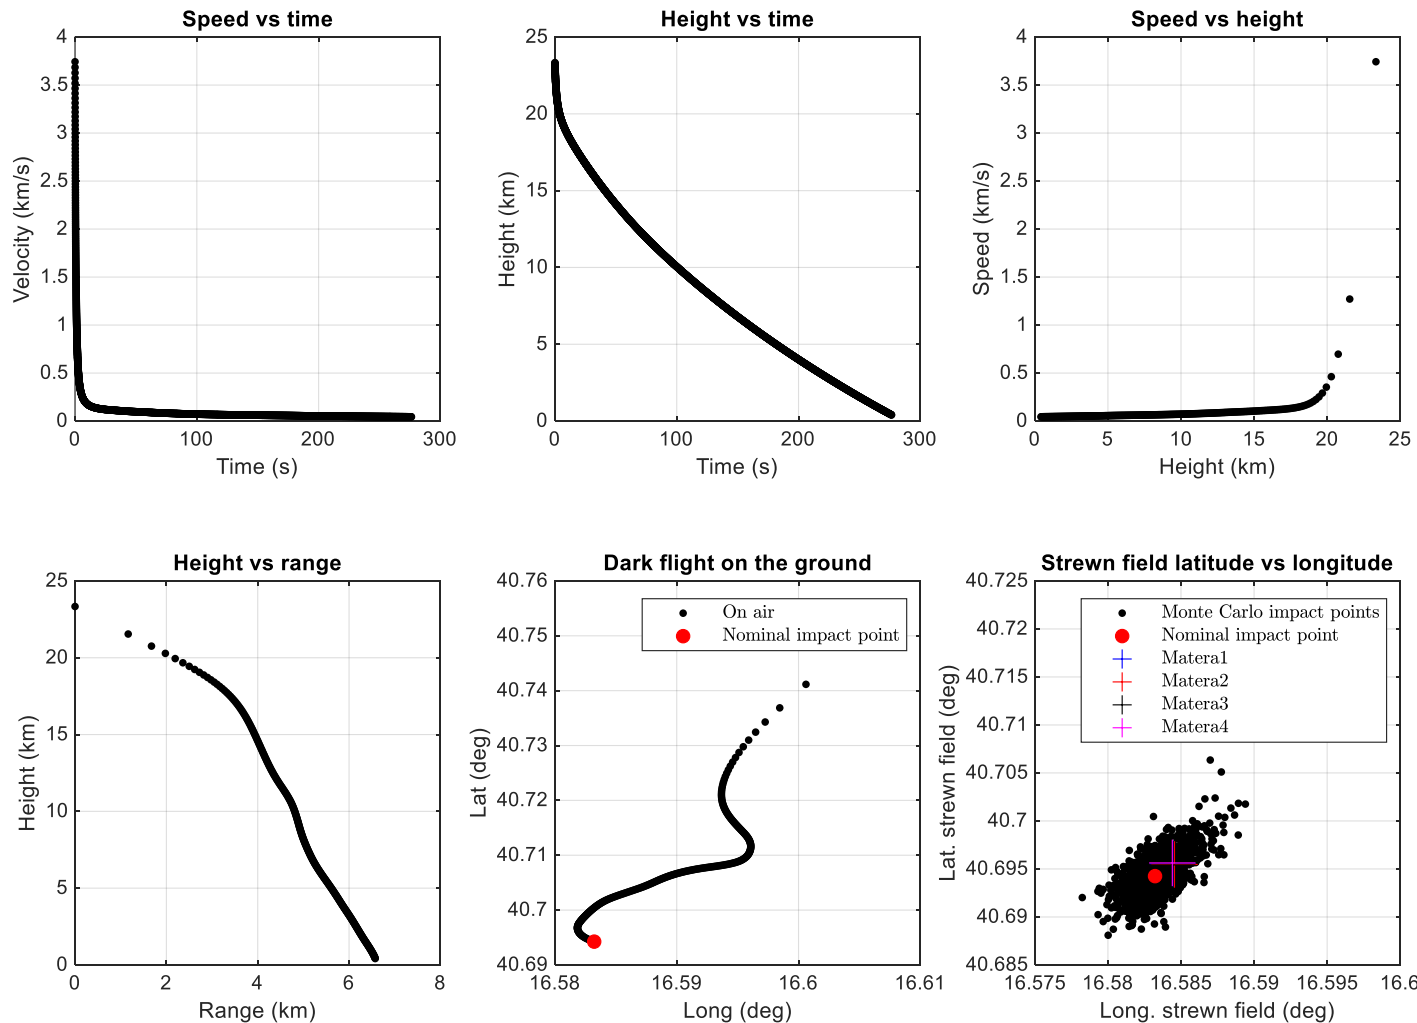 Speed vs time
4
3.5
3
2.5
2
1.5
1
0.5
0
Velocity (km/s)
0 100 200 300
Time (s)
Height vs time
25
20
15
10
5
0
Height (km)
0 100 200 300
Time (s)
Speed vs height
4
3.5
3
2.5
2
1.5
1
0.5
0
Speed (km/s)
0 5 10 15 20 25
Height (km)
Height vs range
25
20
15
10
5
0
Height (km)
0 2 4 6 8
Range (km)
Dark flight on the ground
40.76
40.75
40.74
40.73
40.72
40.71
40.7
40.69
Lat (deg)
On air
Nominal impact point
16.58 16.59 16.6 16.61
Long (deg)
Strewn field latitude vs longitude
40.725
40.72
40.715
40.71
40.705
40.7
40.695
40.69
40.685
Lat. strewn field (deg)
Monte Carlo impact points
Nominal impact point
Matera1
Matera2
Matera3
Matera4
16.575 16.58 16.585 16.59 16.595 16.6
Long. strewn field (deg)